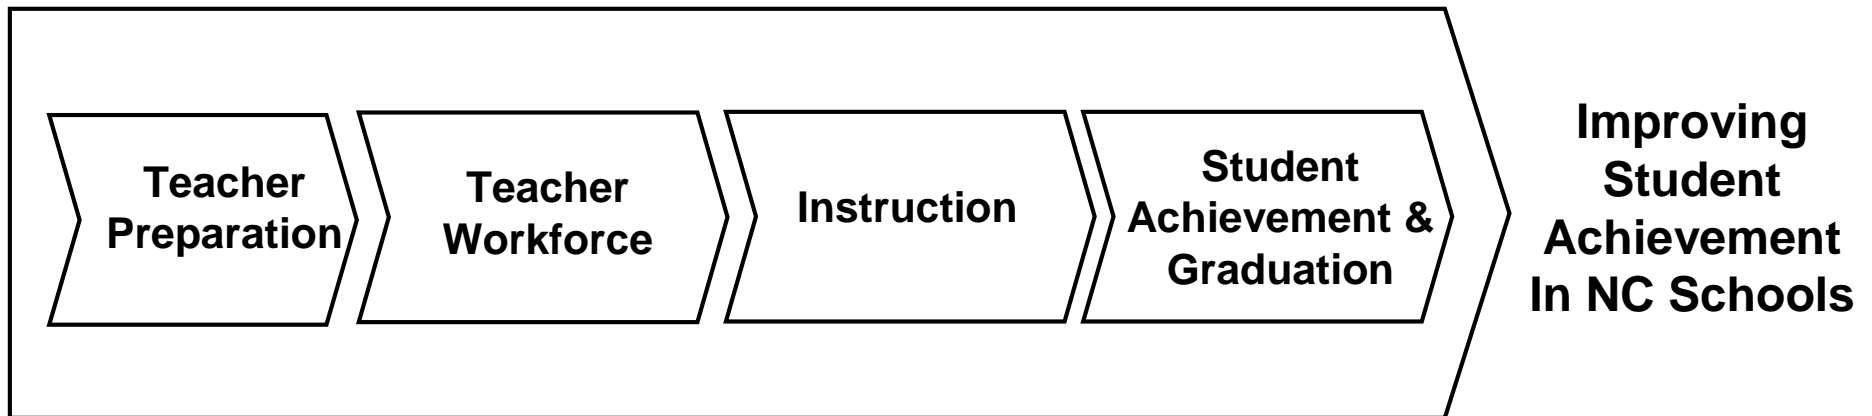 Teacher
Preparation
Teacher
Workforce
Instruction
Student
Achievement &
Graduation
Improving
Student
Achievement
In NC Schools